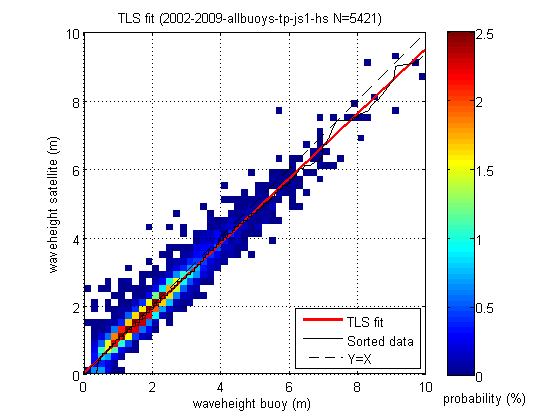 TLS fit (2002-2009-allbuoys-tp-js1-hs N=5421)
10
8
6
4
2
0
waveheight satellite (m)
0 2 4 6 8 10
waveheight buoy (m)
TLS fit
Sorted data
Y=X
2.5
2
1.5
1
0.5
0
probability (%)